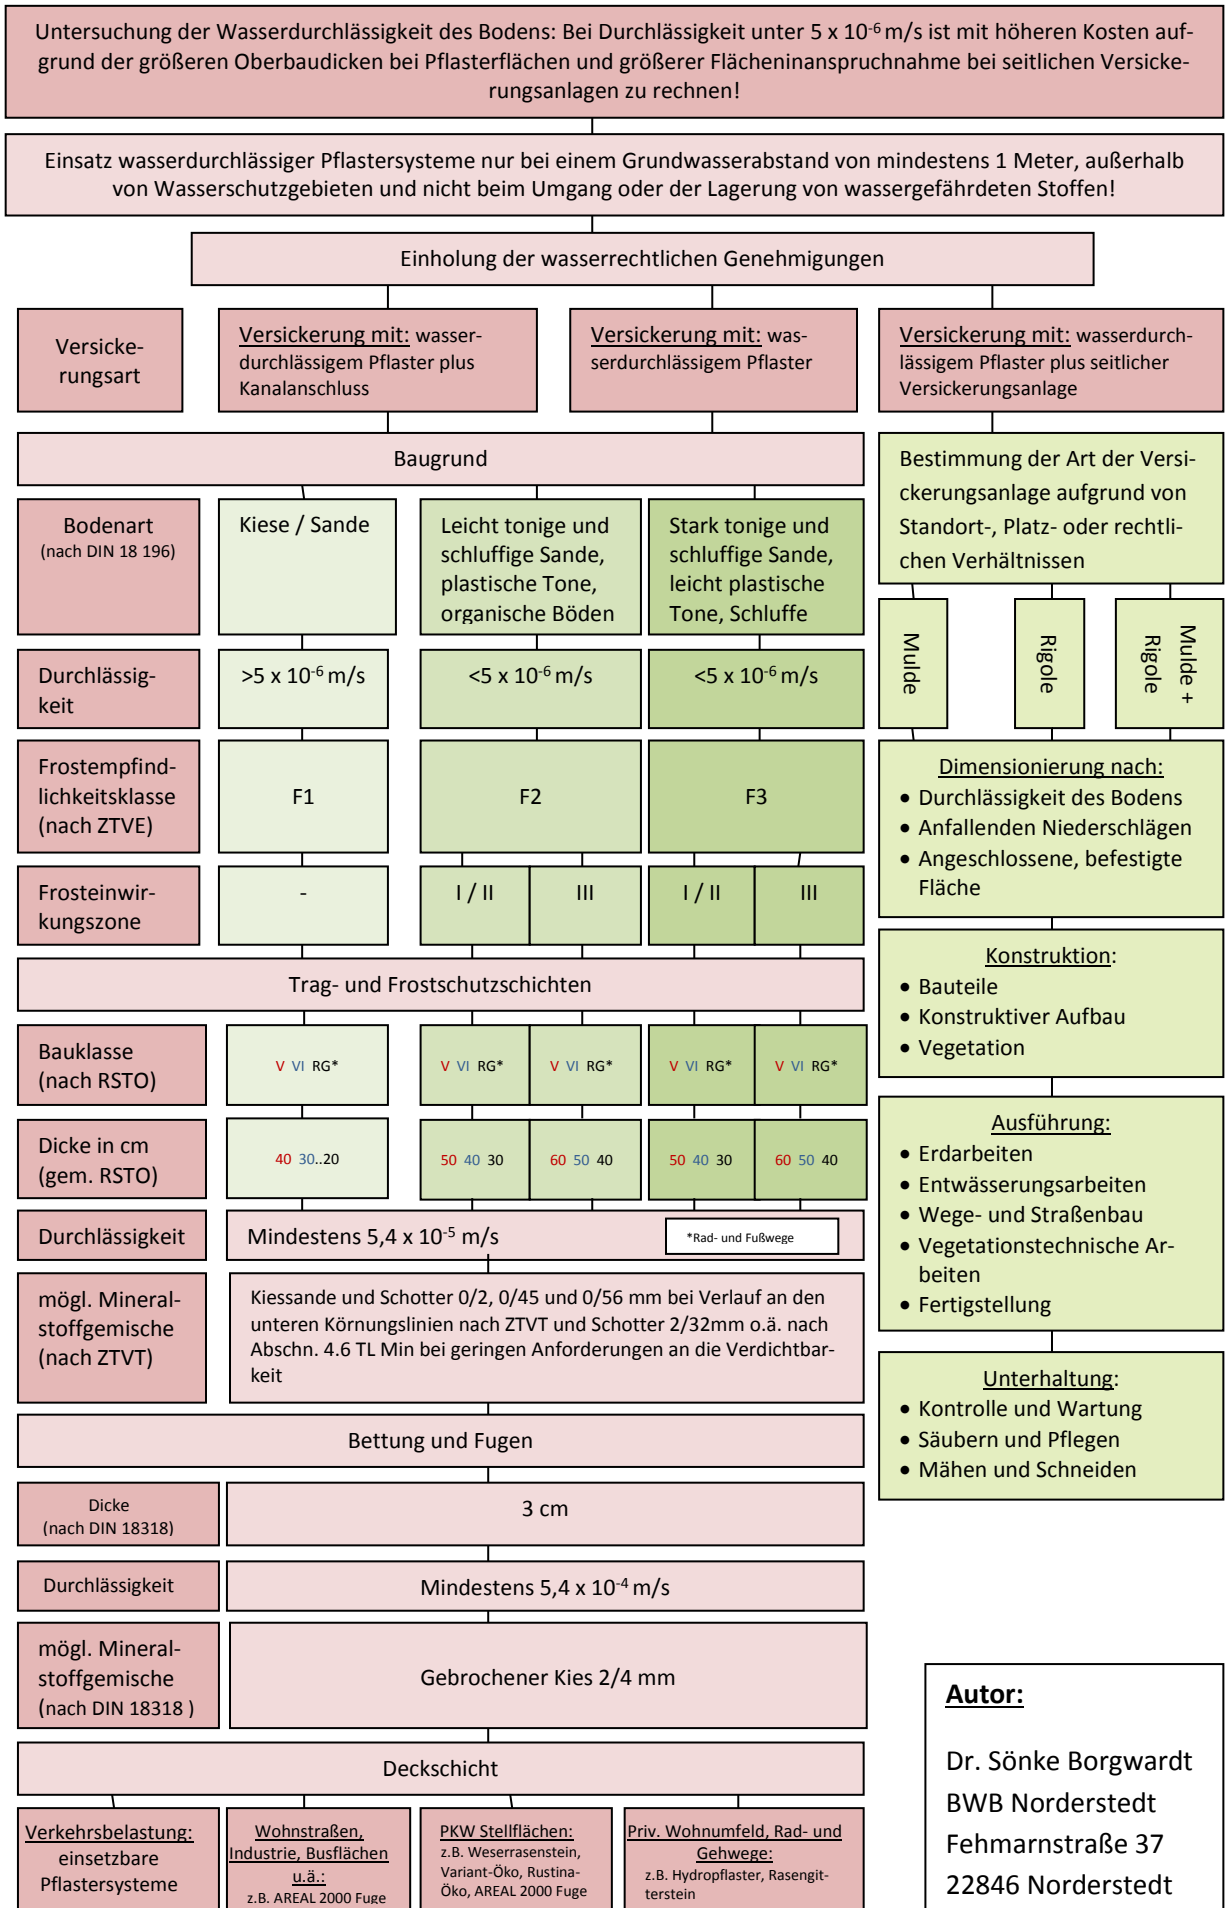 Untersuchung der Wasserdurchlässigkeit des Bodens: Bei Durchlässigkeit unter 5 x 10⁻⁶ m/s ist mit höheren Kosten auf-
grund der größeren Oberbaudicken bei Pflasterflächen und größerer Flächeninanspruchnahme bei seitlichen Versicke-
rungsanlagen zu rechnen!
Einsatz wasserdurchlässiger Pflastersysteme nur bei einem Grundwasserabstand von mindestens 1 Meter, außerhalb
von Wasserschutzgebieten und nicht beim Umgang oder der Lagerung von wassergefährdeten Stoffen!
Einholung der wasserrechtlichen Genehmigungen
Versicke-
rungsart
Versickerung mit: wasser-
durchlässigem Pflaster plus
Kanalanschluss
Versickerung mit: was-
serdurchlässigem Pflaster
Versickerung mit: wasserdurch-
lässigem Pflaster plus seitlicher
Versickerungsanlage
Baugrund
Bodenart
(nach DIN 18 196)
Kiese / Sande
Leicht tonige und
schluffige Sande,
plastische Tone,
organische Böden
Stark tonige und
schluffige Sande,
leicht plastische
Tone, Schluffe
Durchlässig-
keit
>5 x 10⁻⁶ m/s
<5 x 10⁻⁶ m/s
<5 x 10⁻⁶ m/s
Frostempfind-
lichkeitsklasse
(nach ZTVE)
F1
F2
F3
Frosteinwir-
kungszone
-
I / II
III
I / II
III
Trag- und Frostschutzschichten
Bauklasse
(nach RSTO)
V VI RG*
V VI RG*
V VI RG*
V VI RG*
V VI RG*
Dicke in cm
(gem. RSTO)
40 30..20
50 40 30
60 50 40
50 40 30
60 50 40
Durchlässigkeit
Mindestens 5,4 x 10⁻⁵ m/s
*Rad- und Fußwege
mögl. Mineral-
stoffgemische
(nach ZTVT)
Kiessande und Schotter 0/2, 0/45 und 0/56 mm bei Verlauf an den
unteren Körnungslinien nach ZTVT und Schotter 2/32mm o.ä. nach
Abschn. 4.6 TL Min bei geringen Anforderungen an die Verdichtbar-
keit
Bettung und Fugen
Dicke
(nach DIN 18318)
3 cm
Durchlässigkeit
Mindestens 5,4 x 10⁻⁴ m/s
mögl. Mineral-
stoffgemische
(nach DIN 18318 )
Gebrochener Kies 2/4 mm
Deckschicht
Verkehrsbelastung:
einsetzbare
Pflastersysteme
Wohnstraßen,
Industrie, Busflächen
u.ä.:
z.B. AREAL 2000 Fuge
PKW Stellflächen:
z.B. Weserrasenstein,
Variant-Öko, Rustina-
Öko, AREAL 2000 Fuge
Priv. Wohnumfeld, Rad- und
Gehwege:
z.B. Hydropflaster, Rasengit-
terstein
Bestimmung der Art der Versi-
ckerungsanlage aufgrund von
Standort-, Platz- oder rechtli-
chen Verhältnissen
Mulde
Rigole
Mulde +
Rigole
Dimensionierung nach:
• Durchlässigkeit des Bodens
• Anfallenden Niederschlägen
• Angeschlossene, befestigte
Fläche
Konstruktion:
• Bauteile
• Konstruktiver Aufbau
• Vegetation
Ausführung:
• Erdarbeiten
• Entwässerungsarbeiten
• Wege- und Straßenbau
• Vegetationstechnische Ar-
beiten
• Fertigstellung
Unterhaltung:
• Kontrolle und Wartung
• Säubern und Pflegen
• Mähen und Schneiden
Autor:
Dr. Sönke Borgwardt
BWB Norderstedt
Fehmarnstraße 37
22846 Norderstedt